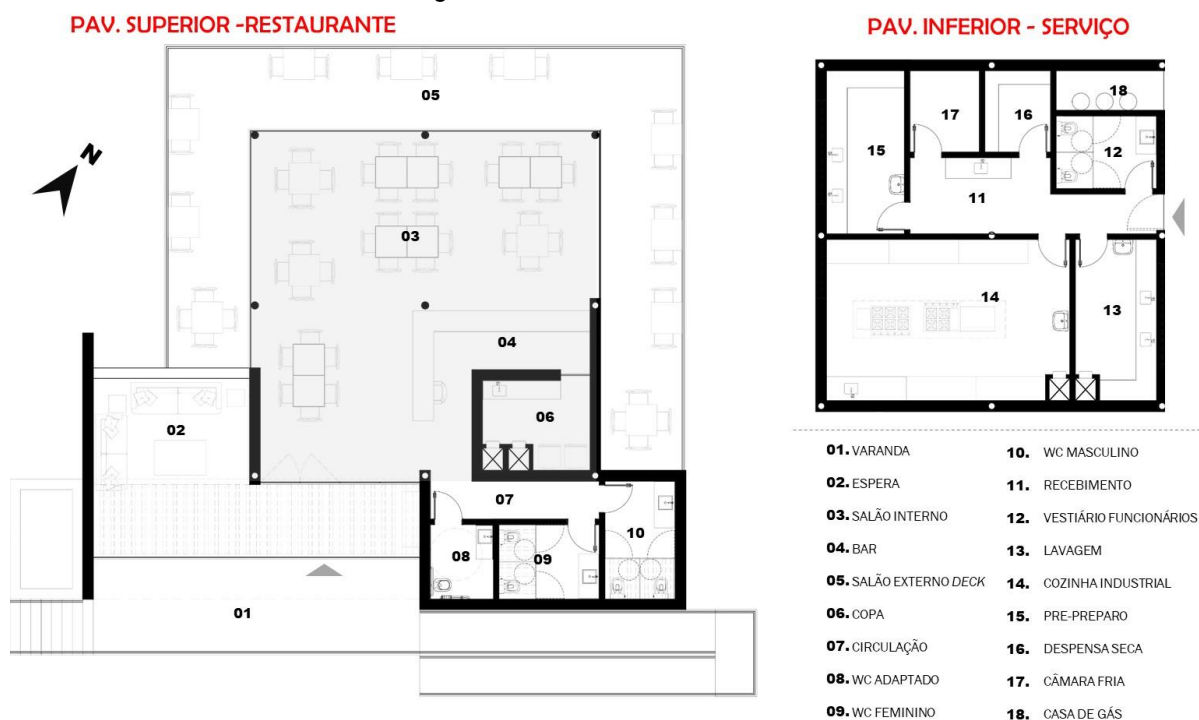 PAV. SUPERIOR -RESTAURANTE
PAV. INFERIOR - SERVIÇO
N
05
03
04
02
06
07
08
09
10
01
18
17
16
15
12
11
14
13
01. VARANDA
02. ESPERA
03. SALÃO INTERNO
04. BAR
05. SALÃO EXTERNO DECK
06. COPA
07. CIRCULAÇÃO
08. WC ADAPTADO
09. WC FEMININO
10. WC MASCULINO
11. RECEBIMENTO
12. VESTIÁRIO FUNCIONÁRIOS
13. LAVAGEM
14. COZINHA INDUSTRIAL
15. PRE-PREPARO
16. DESPENSA SECA
17. CÂMARA FRIA
18. CASA DE GÁS